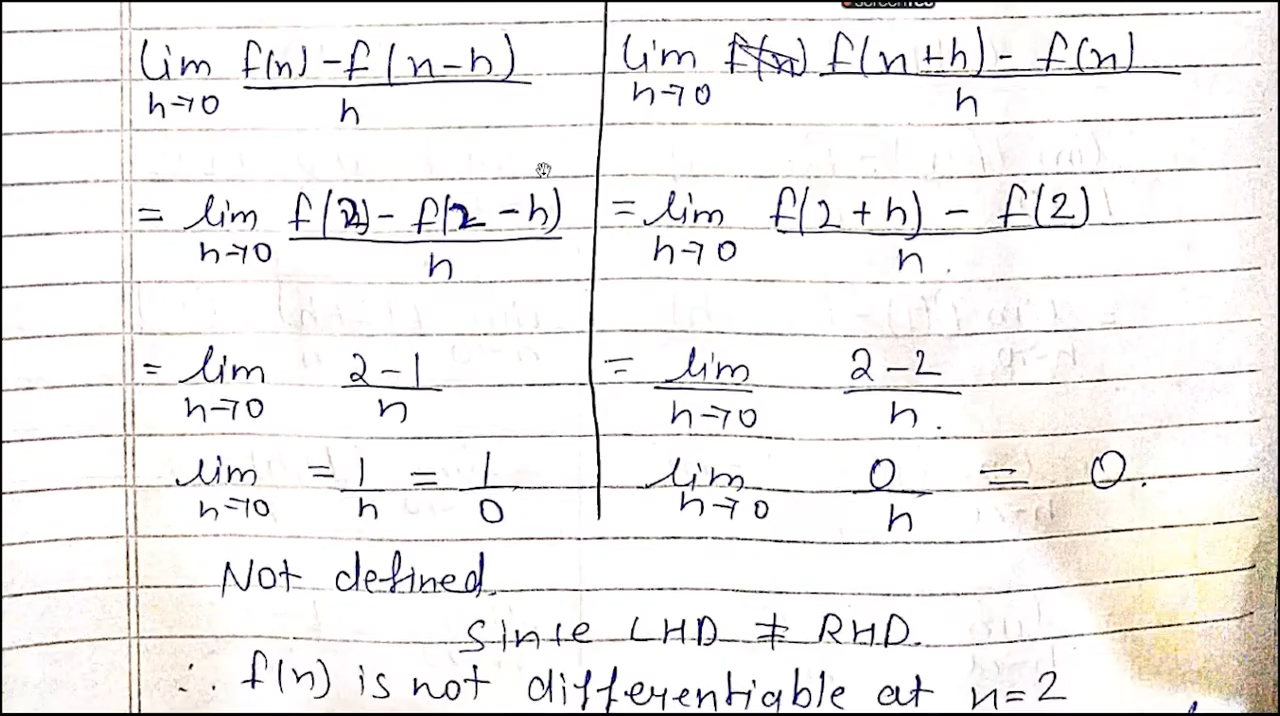 lim f(n) - f(n-h) / h
h→0
= lim f(2) - f(2-h) / h
h→0
= lim 2-1 / h
h→0
lim = 1/h = 1/0
h→0
Not defined.
lim f(n+h) - f(n) / h
h→0
= lim f(2+h) - f(2) / h.
h→0
= lim 2-2 / h.
h→0
lim 0/h = 0.
h→0
Since LHD ≠ RHD.
∴ f(n) is not differentiable at n=2